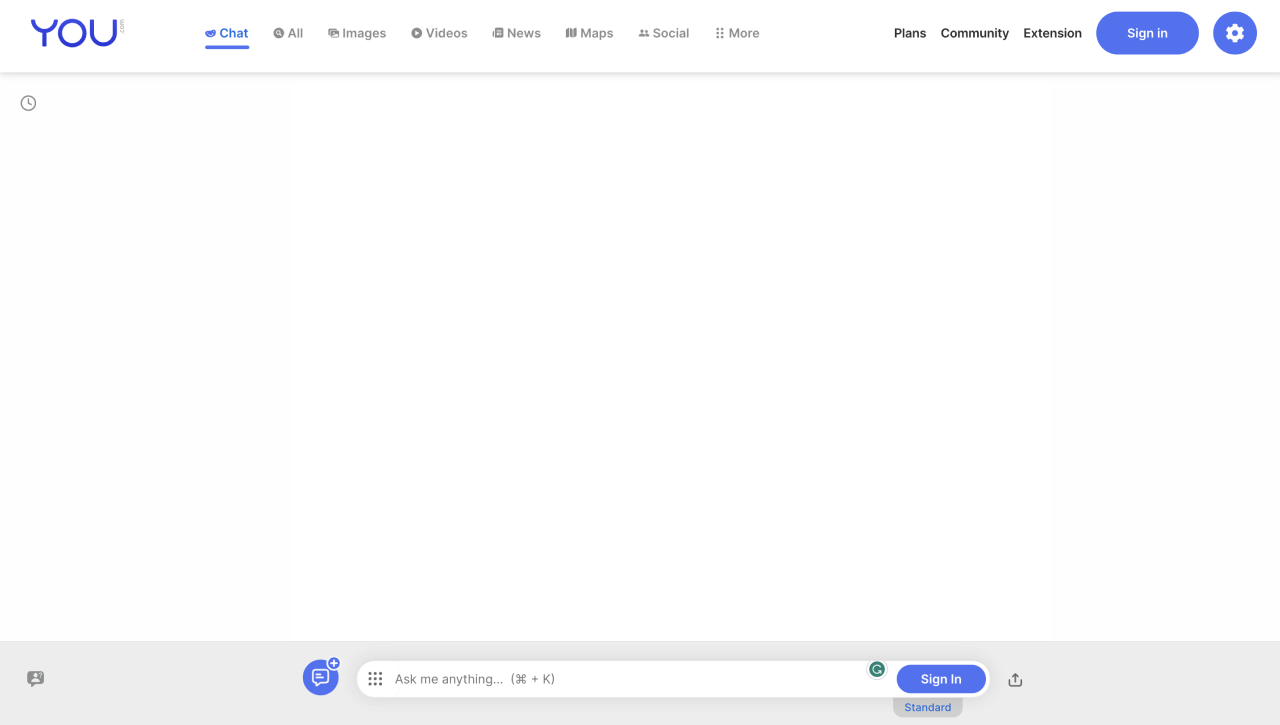 YOU .com
Chat All Images Videos News Maps Social More Plans Community Extension Sign in
Ask me anything... (⌘ + K) Sign In
Standard